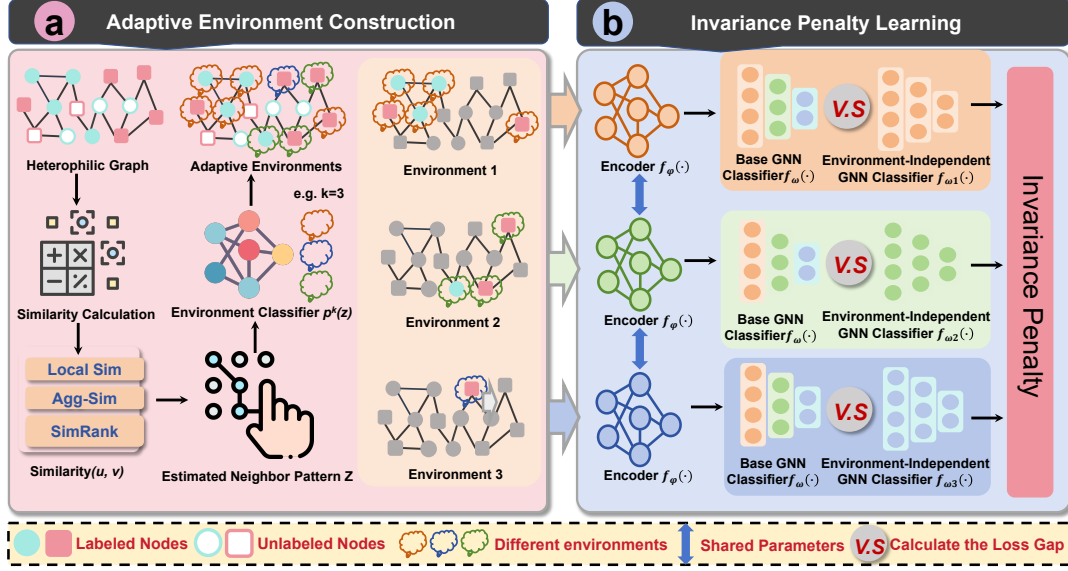 a
Adaptive Environment Construction
Heterophilic Graph
Adaptive Environments
e.g. k=3
Environment 1
Similarity Calculation
Environment Classifier p^k(z)
Environment 2
Local Sim
Agg-Sim
SimRank
Similarity(u, v)
Estimated Neighbor Pattern Z
Environment 3
b
Invariance Penalty Learning
Encoder f_φ(·)
Base GNN
Classifier f_ω(·)
V.S
Environment-Independent
GNN Classifier f_ω1(·)
Encoder f_φ(·)
Base GNN
Classifier f_ω(·)
V.S
Environment-Independent
GNN Classifier f_ω2(·)
Encoder f_φ(·)
Base GNN
Classifier f_ω(·)
V.S
Environment-Independent
GNN Classifier f_ω3(·)
Invariance Penalty
Labeled Nodes
Unlabeled Nodes
Different environments
Shared Parameters
V.S
Calculate the Loss Gap